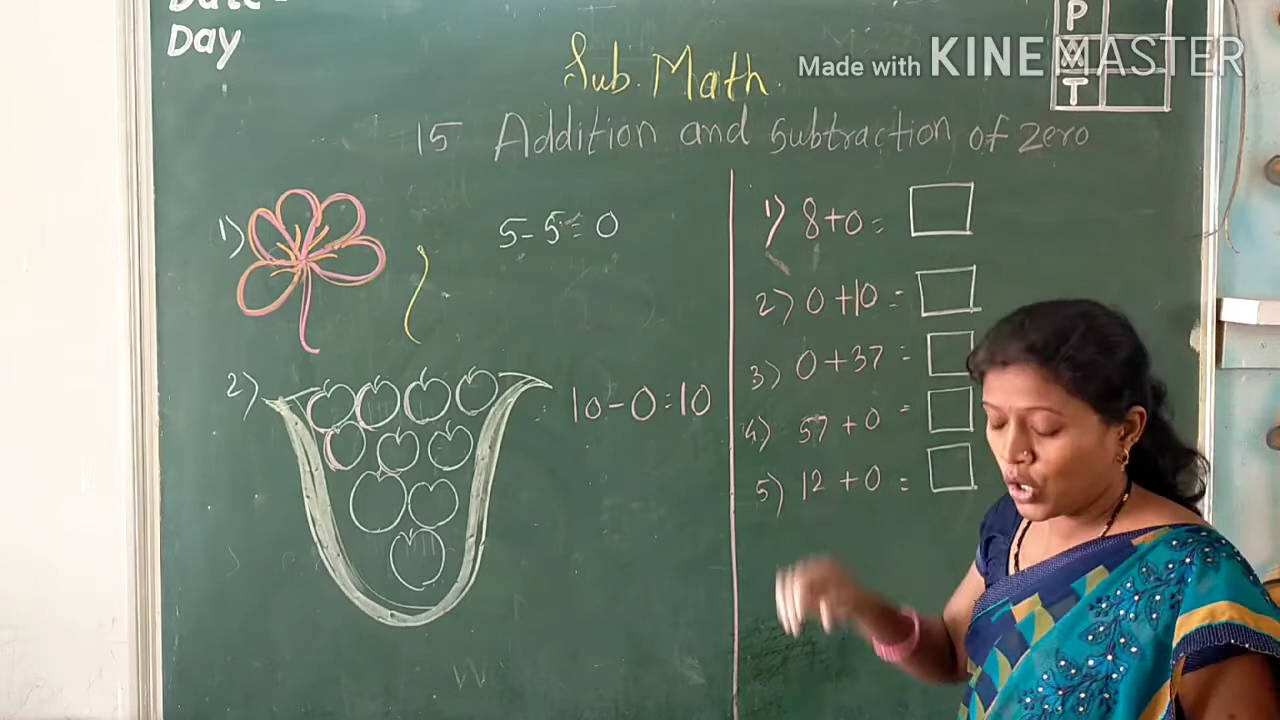 Date -
Day
Sub. Math.
Made with KINEMASTER
P
W
T
15 Addition and subtraction of zero
1) 5 - 5 = 0
2) 10 - 0 = 10
1) 8 + 0 =
2) 0 + 10 =
3) 0 + 37 =
4) 57 + 0 =
5) 12 + 0 =